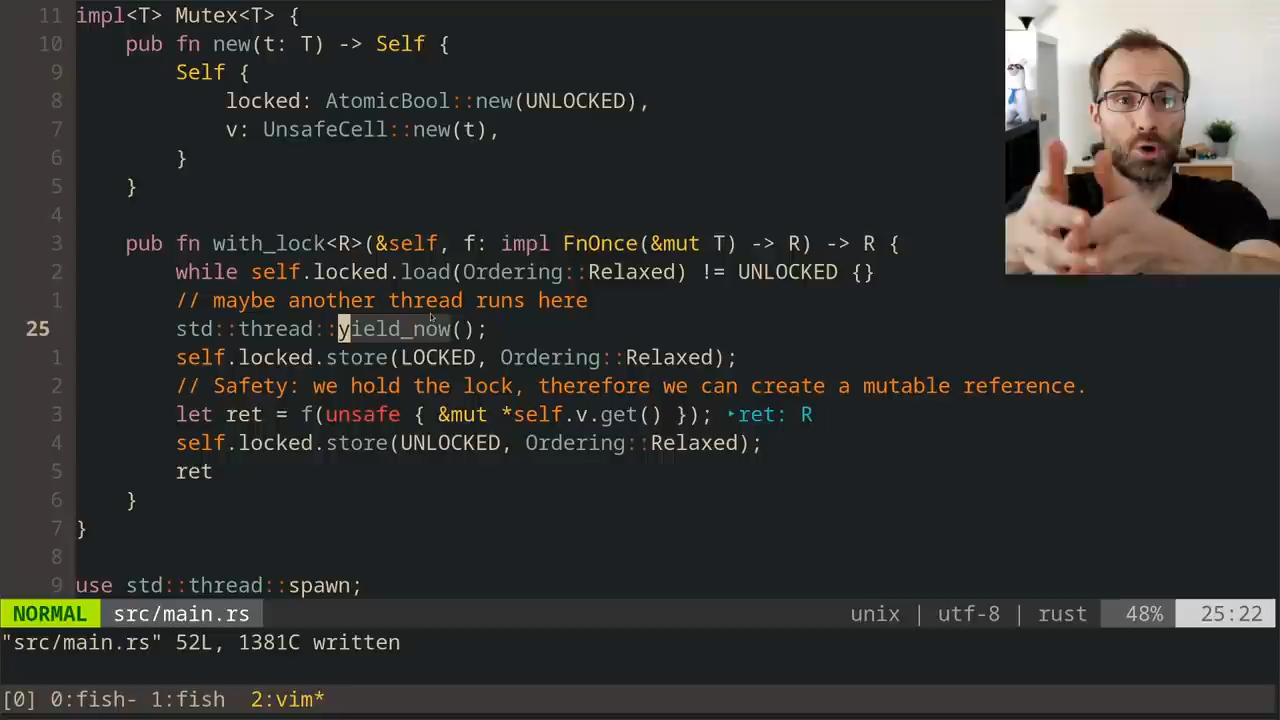 11 impl<T> Mutex<T> {
10     pub fn new(t: T) -> Self {
9         Self {
8             locked: AtomicBool::new(UNLOCKED),
7             v: UnsafeCell::new(t),
6         }
5     }
4
3     pub fn with_lock<R>(&self, f: impl FnOnce(&mut T) -> R) -> R {
2         while self.locked.load(Ordering::Relaxed) != UNLOCKED {}
1         // maybe another thread runs here
25         std::thread::yield_now();
1         self.locked.store(LOCKED, Ordering::Relaxed);
2         // Safety: we hold the lock, therefore we can create a mutable reference.
3         let ret = f(unsafe { &mut *self.v.get() }); ‣ret: R
4         self.locked.store(UNLOCKED, Ordering::Relaxed);
5         ret
6     }
7 }
8
9 use std::thread::spawn;
NORMAL src/main.rs unix | utf-8 | rust 48% 25:22
"src/main.rs" 52L, 1381C written
[0] 0:fish- 1:fish 2:vim*